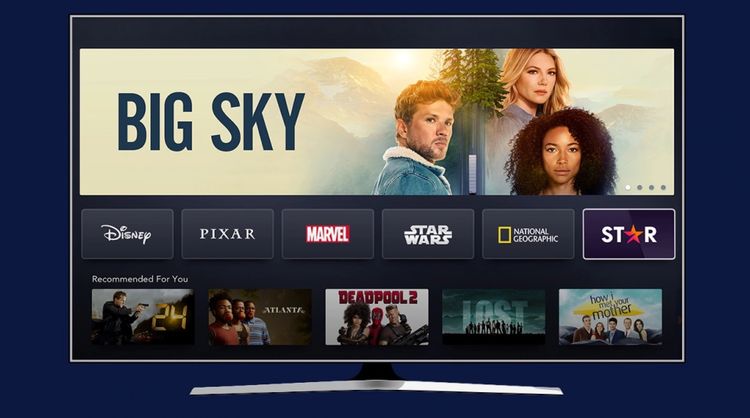 BIG SKY
Disney
PIXAR
MARVEL
STAR
WARS
NATIONAL
GEOGRAPHIC
STAR
Recommended For You
24
ATLANTA
DEADPOOL 2
LOST
how i met your
mother